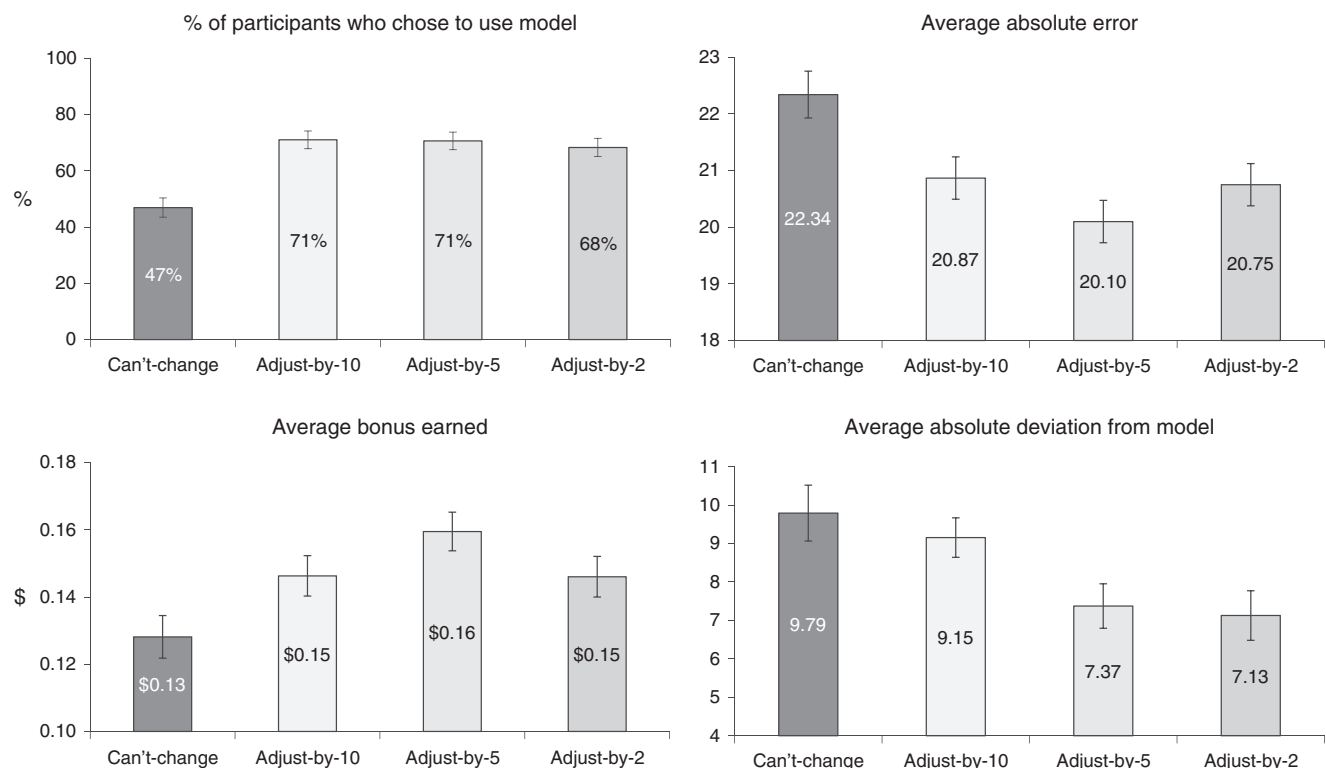 % of participants who chose to use model
100
80
60
%
40
20
0
47%
71%
71%
68%
Can't-change
Adjust-by-10
Adjust-by-5
Adjust-by-2
Average absolute error
23
22
21
20
19
18
22.34
20.87
20.10
20.75
Can't-change
Adjust-by-10
Adjust-by-5
Adjust-by-2
Average bonus earned
0.18
0.16
$
0.14
0.12
0.10
$0.13
$0.15
$0.16
$0.15
Can't-change
Adjust-by-10
Adjust-by-5
Adjust-by-2
Average absolute deviation from model
11
10
9
8
7
6
5
4
9.79
9.15
7.37
7.13
Can't-change
Adjust-by-10
Adjust-by-5
Adjust-by-2